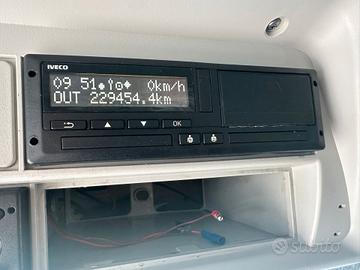 IVECO
09 51 0km/h
OUT 229454.4km
OK
subito